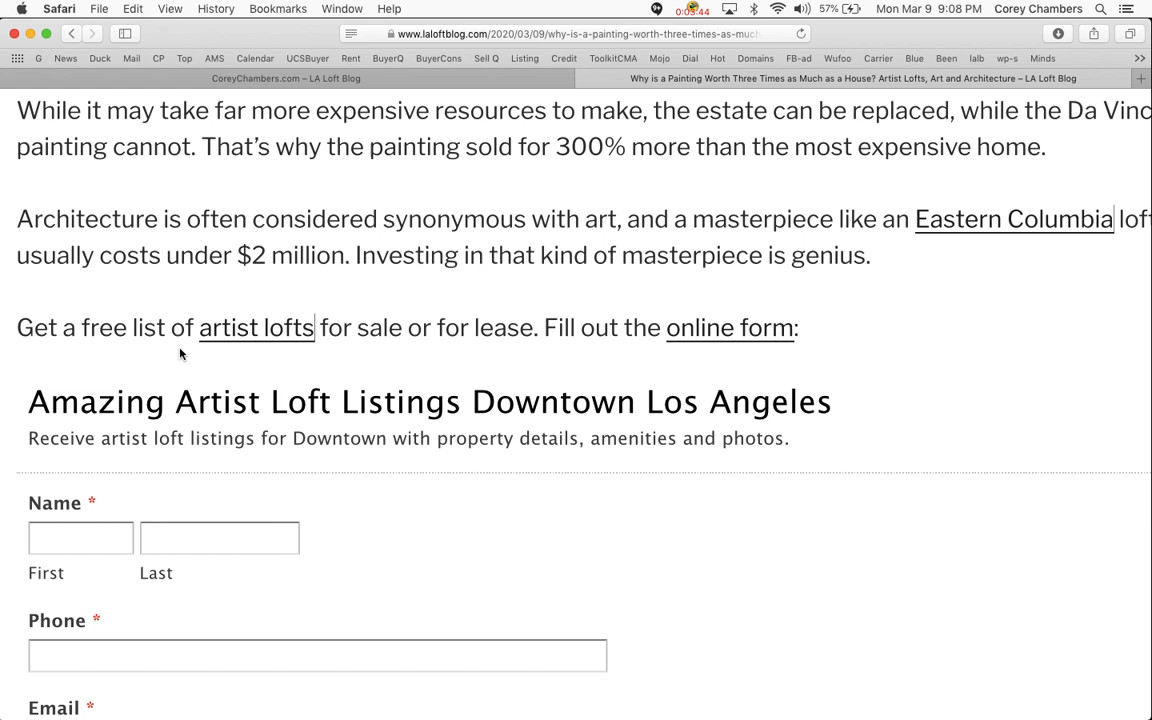 Safari File Edit View History Bookmarks Window Help 9+ 0:03:44 57% Mon Mar 9 9:08 PM Corey Chambers
www.laloftblog.com/2020/03/09/why-is-a-painting-worth-three-times-as-much
G News Duck Mail CP Top AMS Calendar UCSBuyer Rent BuyerQ BuyerCons Sell Q Listing Credit ToolkitCMA Mojo Dial Hot Domains FB-ad Wufoo Carrier Blue Been lalb wp-s Minds >>
CoreyChambers.com – LA Loft Blog Why is a Painting Worth Three Times as Much as a House? Artist Lofts, Art and Architecture – LA Loft Blog +
While it may take far more expensive resources to make, the estate can be replaced, while the Da Vinc
painting cannot. That’s why the painting sold for 300% more than the most expensive home.
Architecture is often considered synonymous with art, and a masterpiece like an Eastern Columbia lof
usually costs under $2 million. Investing in that kind of masterpiece is genius.
Get a free list of artist lofts for sale or for lease. Fill out the online form:
Amazing Artist Loft Listings Downtown Los Angeles
Receive artist loft listings for Downtown with property details, amenities and photos.
Name *
First Last
Phone *
Email *